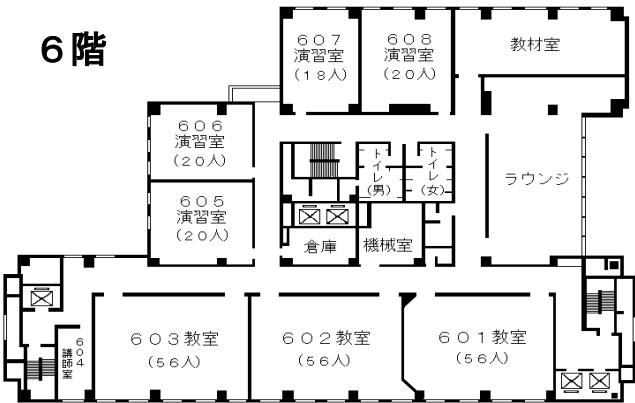 ６階
６０７
演習室
（１８人）
６０８
演習室
（２０人）
教材室
６０６
演習室
（２０人）
トイレ（男）
トイレ（女）
ラウンジ
６０５
演習室
（２０人）
倉庫
機械室
６０４
講師室
６０３教室
（５６人）
６０２教室
（５６人）
６０１教室
（５６人）